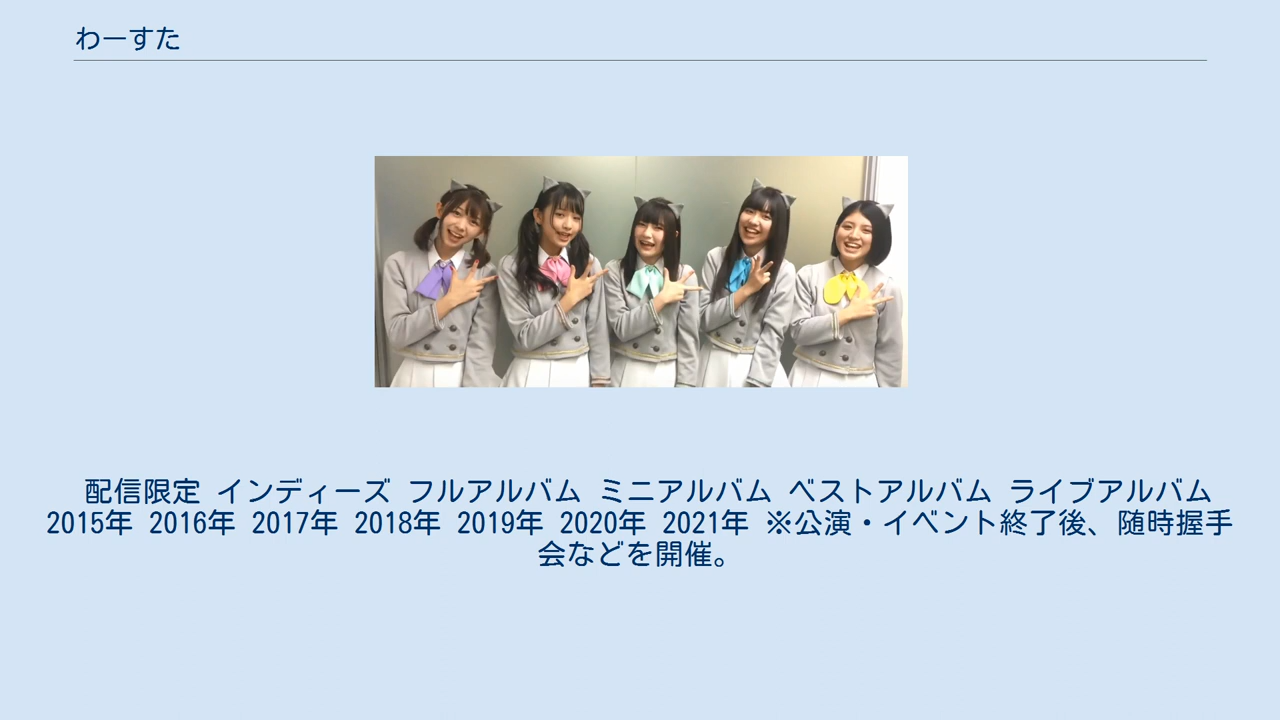 わーすた
配信限定 インディーズ フルアルバム ミニアルバム ベストアルバム ライブアルバム
2015年 2016年 2017年 2018年 2019年 2020年 2021年 ※公演・イベント終了後、随時握手
会などを開催。